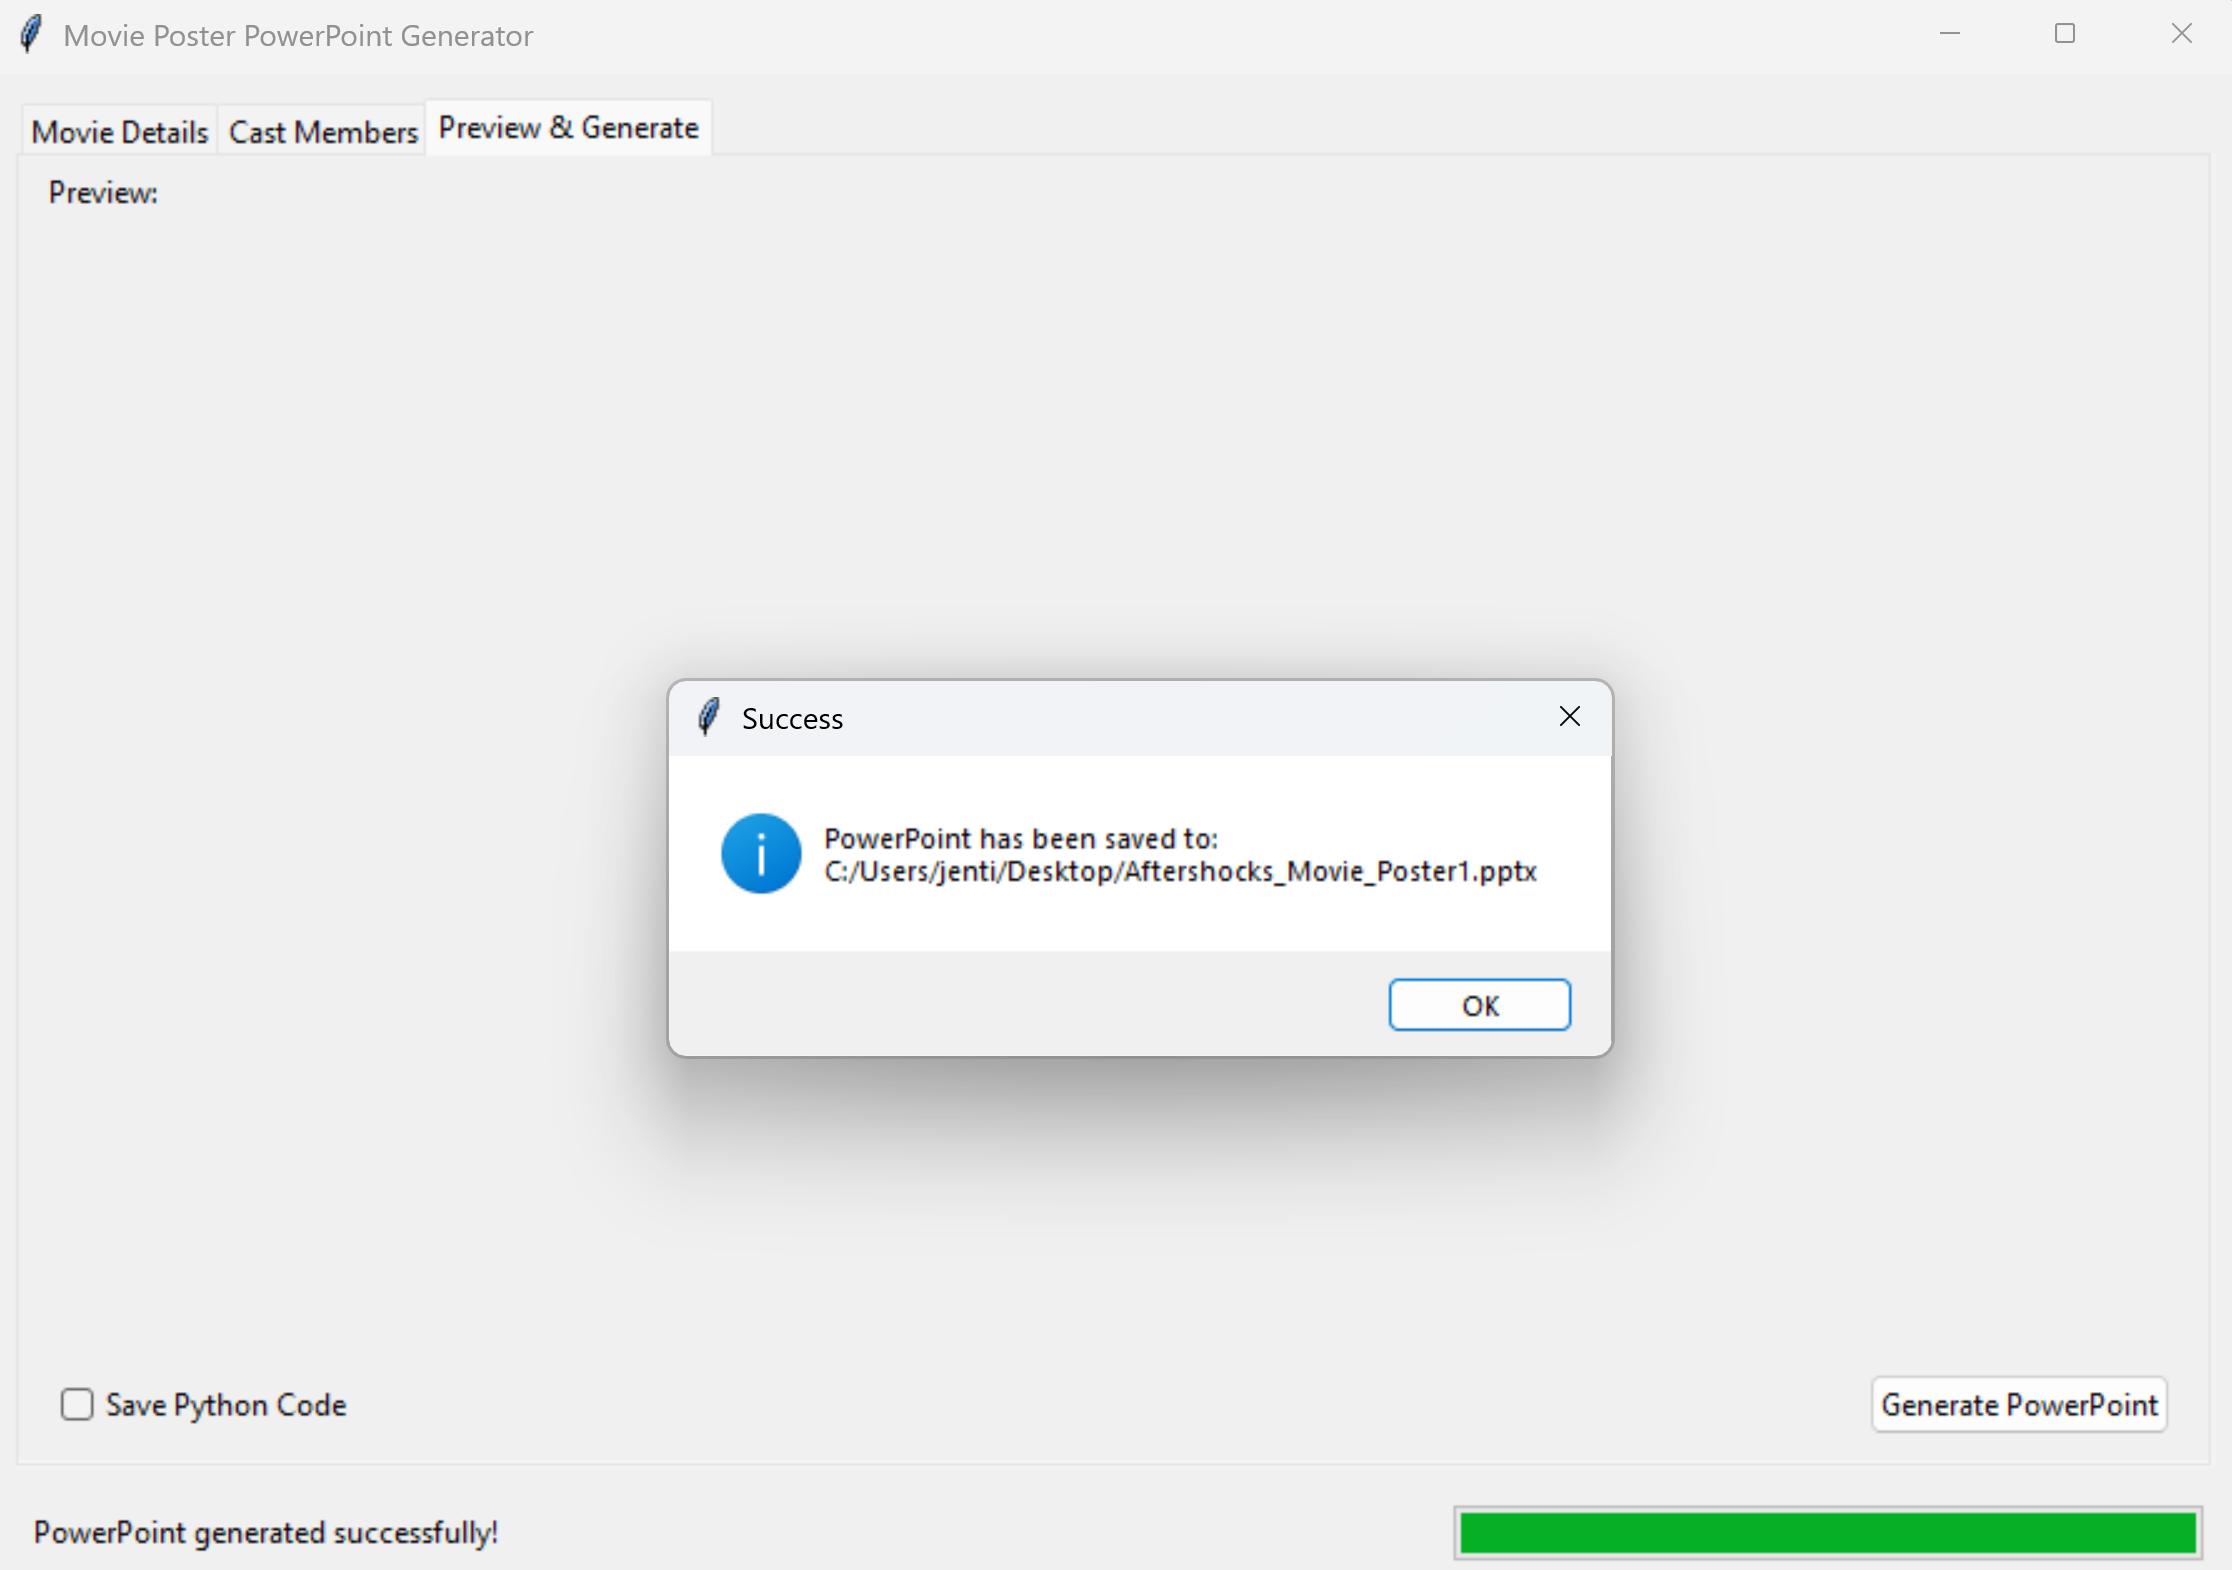 Movie Poster PowerPoint Generator
Movie Details Cast Members Preview & Generate
Preview:
Success
PowerPoint has been saved to:
C:/Users/jenti/Desktop/Aftershocks_Movie_Poster1.pptx
OK
Save Python Code
Generate PowerPoint
PowerPoint generated successfully!